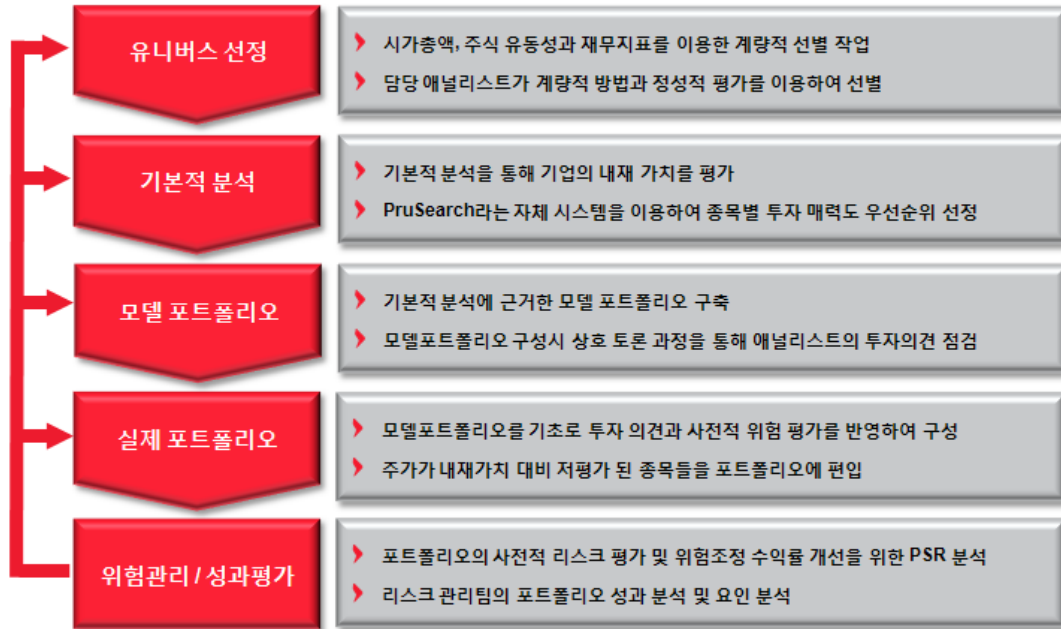 유니버스 선정
시가총액, 주식 유동성과 재무지표를 이용한 계량적 선별 작업
담당 애널리스트가 계량적 방법과 정성적 평가를 이용하여 선별
기본적 분석
기본적 분석을 통해 기업의 내재 가치를 평가
PruSearch라는 자체 시스템을 이용하여 종목별 투자 매력도 우선순위 선정
모델 포트폴리오
기본적 분석에 근거한 모델 포트폴리오 구축
모델포트폴리오 구성시 상호 토론 과정을 통해 애널리스트의 투자의견 점검
실제 포트폴리오
모델포트폴리오를 기초로 투자 의견과 사전적 위험 평가를 반영하여 구성
주가가 내재가치 대비 저평가 된 종목들을 포트폴리오에 편입
위험관리 / 성과평가
포트폴리오의 사전적 리스크 평가 및 위험조정 수익률 개선을 위한 PSR 분석
리스크 관리팀의 포트폴리오 성과 분석 및 요인 분석